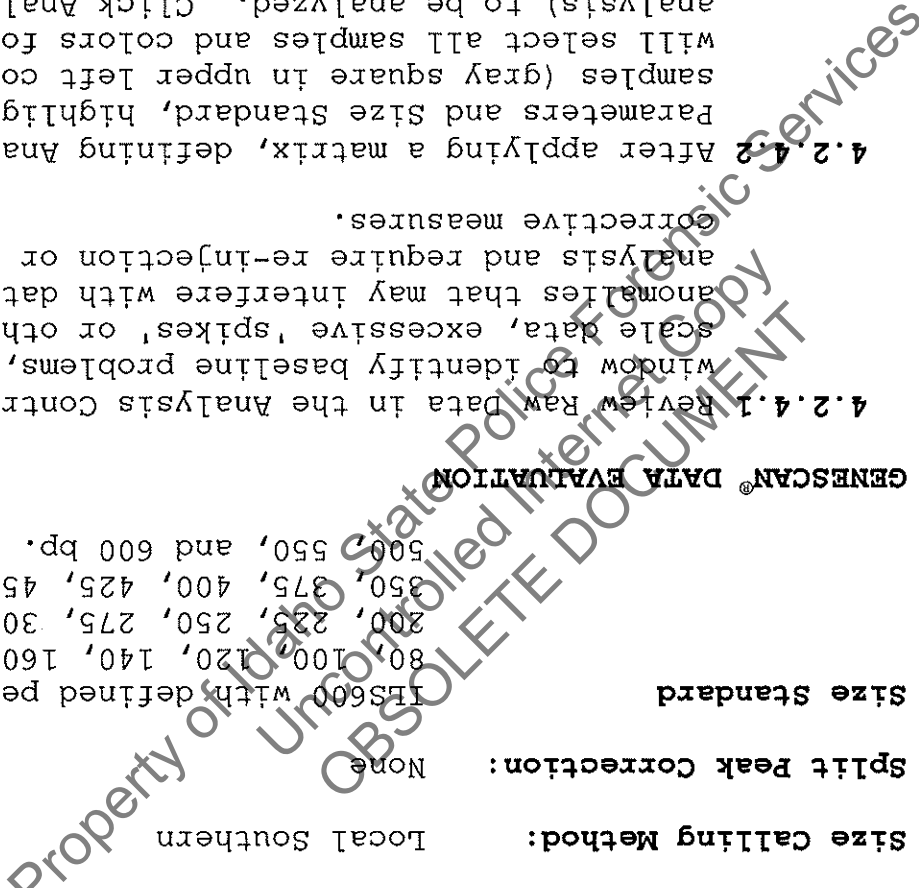 Size Calling Method: Local Southern
Split Peak Correction: None
Size Standard ILS600 with defined pe
80, 100, 120, 140, 160
200, 225, 250, 275, 30
350, 375, 400, 425, 45
500, 550, and 600 bp.
GENESCAN® DATA EVALUATION
4.2.4.1 Review Raw Data in the Analysis Contr
window to identify baseline problems,
scale data, excessive 'spikes' or oth
anomalies that may interfere with dat
analysis and require re-injection or
corrective measures.
4.2.4.2 After applying a matrix, defining Ana
Parameters and Size Standard, highlig
samples (gray square in upper left co
will select all samples and colors fo
analysis) to be analyzed. Click Anal
Property of Idaho State Police Forensic Services
Uncontrolled Internet Copy
OBSOLETE DOCUMENT